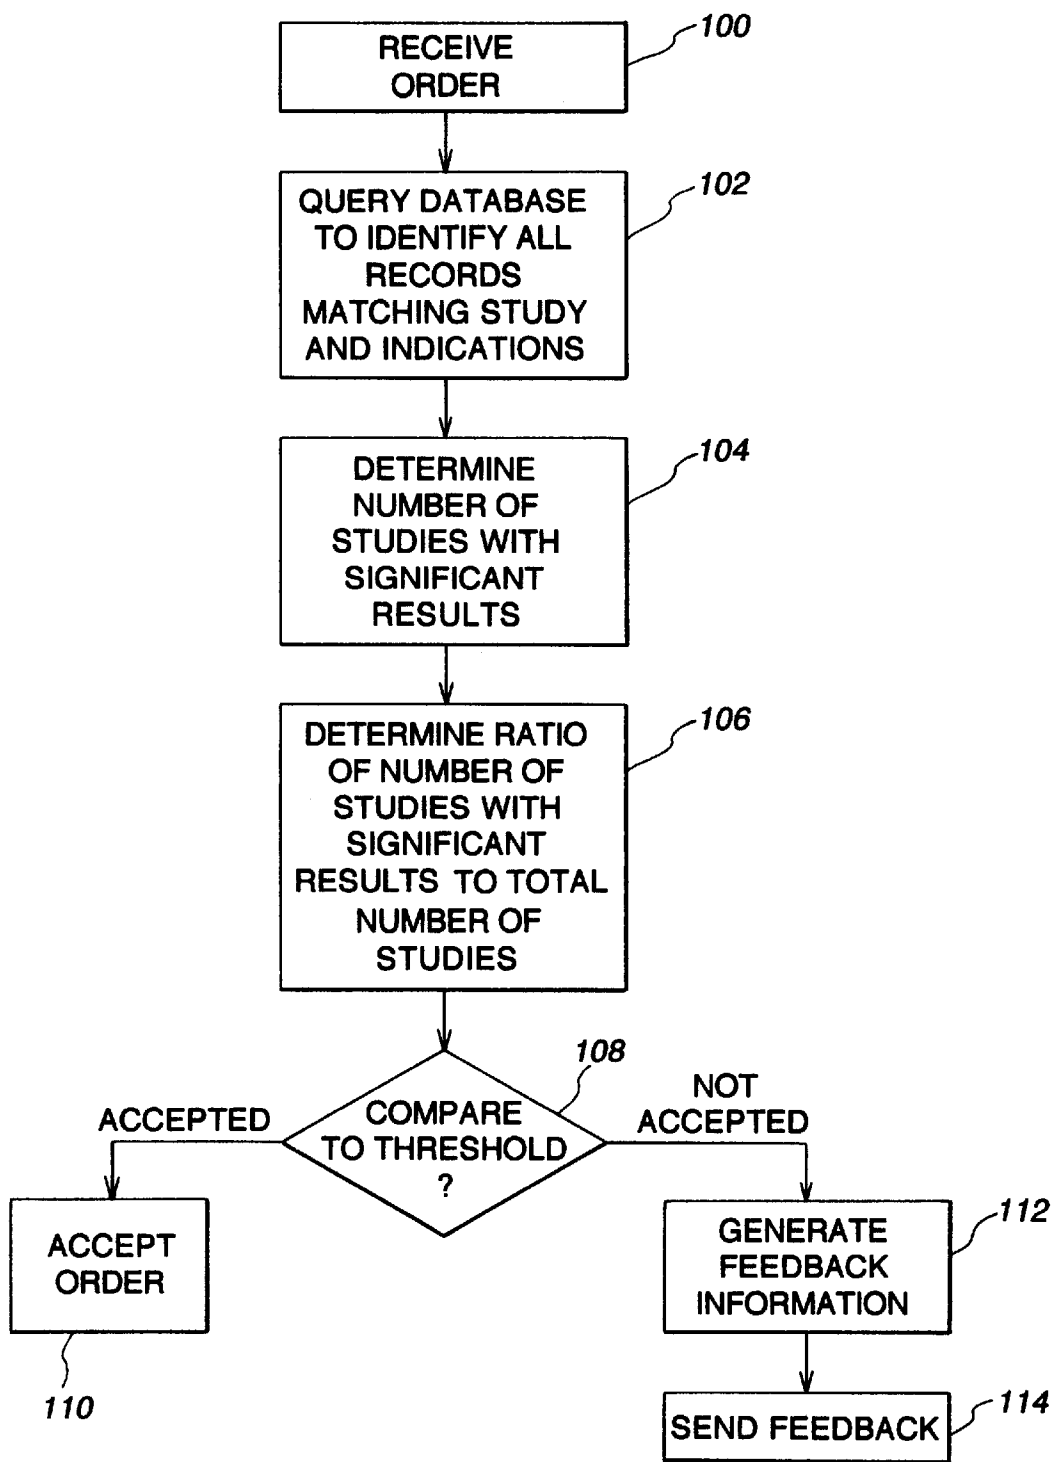 100
RECEIVE
ORDER
102
QUERY DATABASE
TO IDENTIFY ALL
RECORDS
MATCHING STUDY
AND INDICATIONS
104
DETERMINE
NUMBER OF
STUDIES WITH
SIGNIFICANT
RESULTS
106
DETERMINE RATIO
OF NUMBER OF
STUDIES WITH
SIGNIFICANT
RESULTS TO TOTAL
NUMBER OF
STUDIES
108
COMPARE
TO THRESHOLD
?
ACCEPTED
NOT
ACCEPTED
ACCEPT
ORDER
110
112
GENERATE
FEEDBACK
INFORMATION
114
SEND FEEDBACK